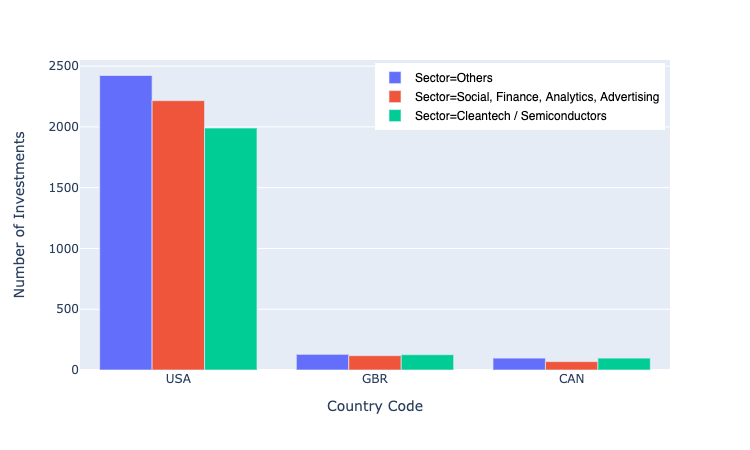 2500
2000
1500
1000
500
0
Number of Investments
Sector=Others
Sector=Social, Finance, Analytics, Advertising
Sector=Cleantech / Semiconductors
USA
GBR
CAN
Country Code